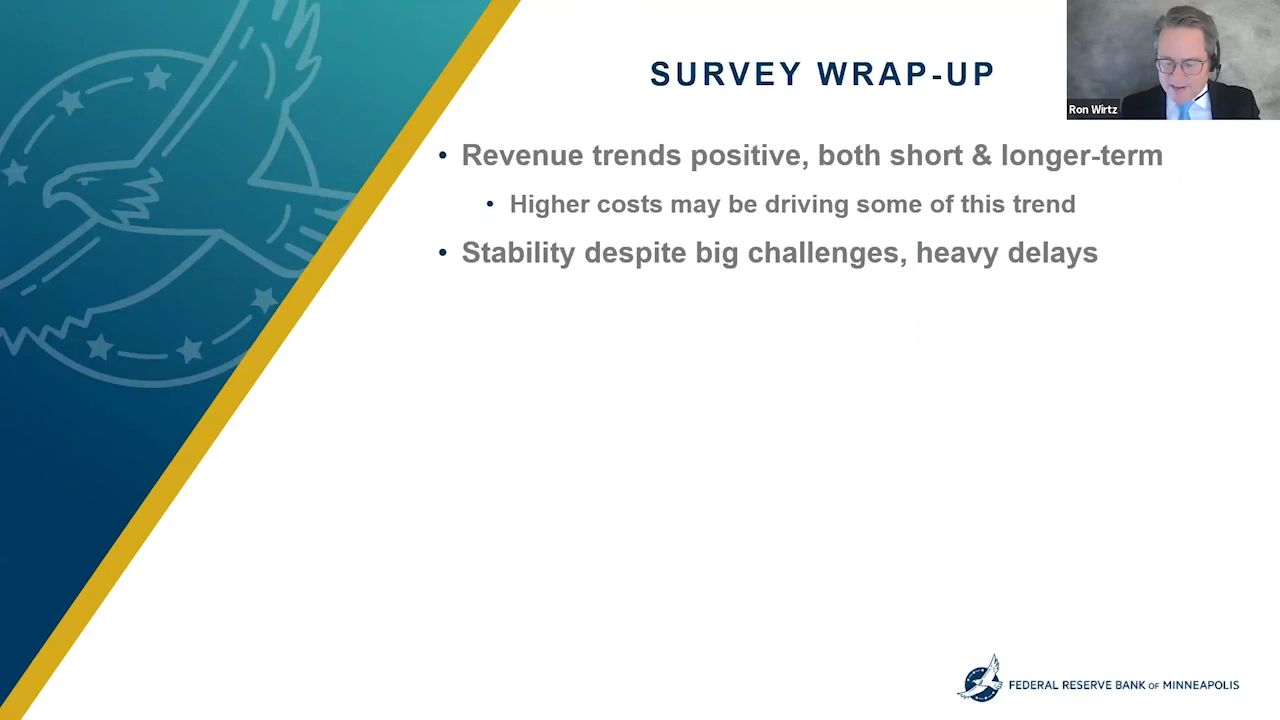 SURVEY WRAP-UP
Ron Wirtz
• Revenue trends positive, both short & longer-term
• Higher costs may be driving some of this trend
• Stability despite big challenges, heavy delays
FEDERAL RESERVE BANK OF MINNEAPOLIS